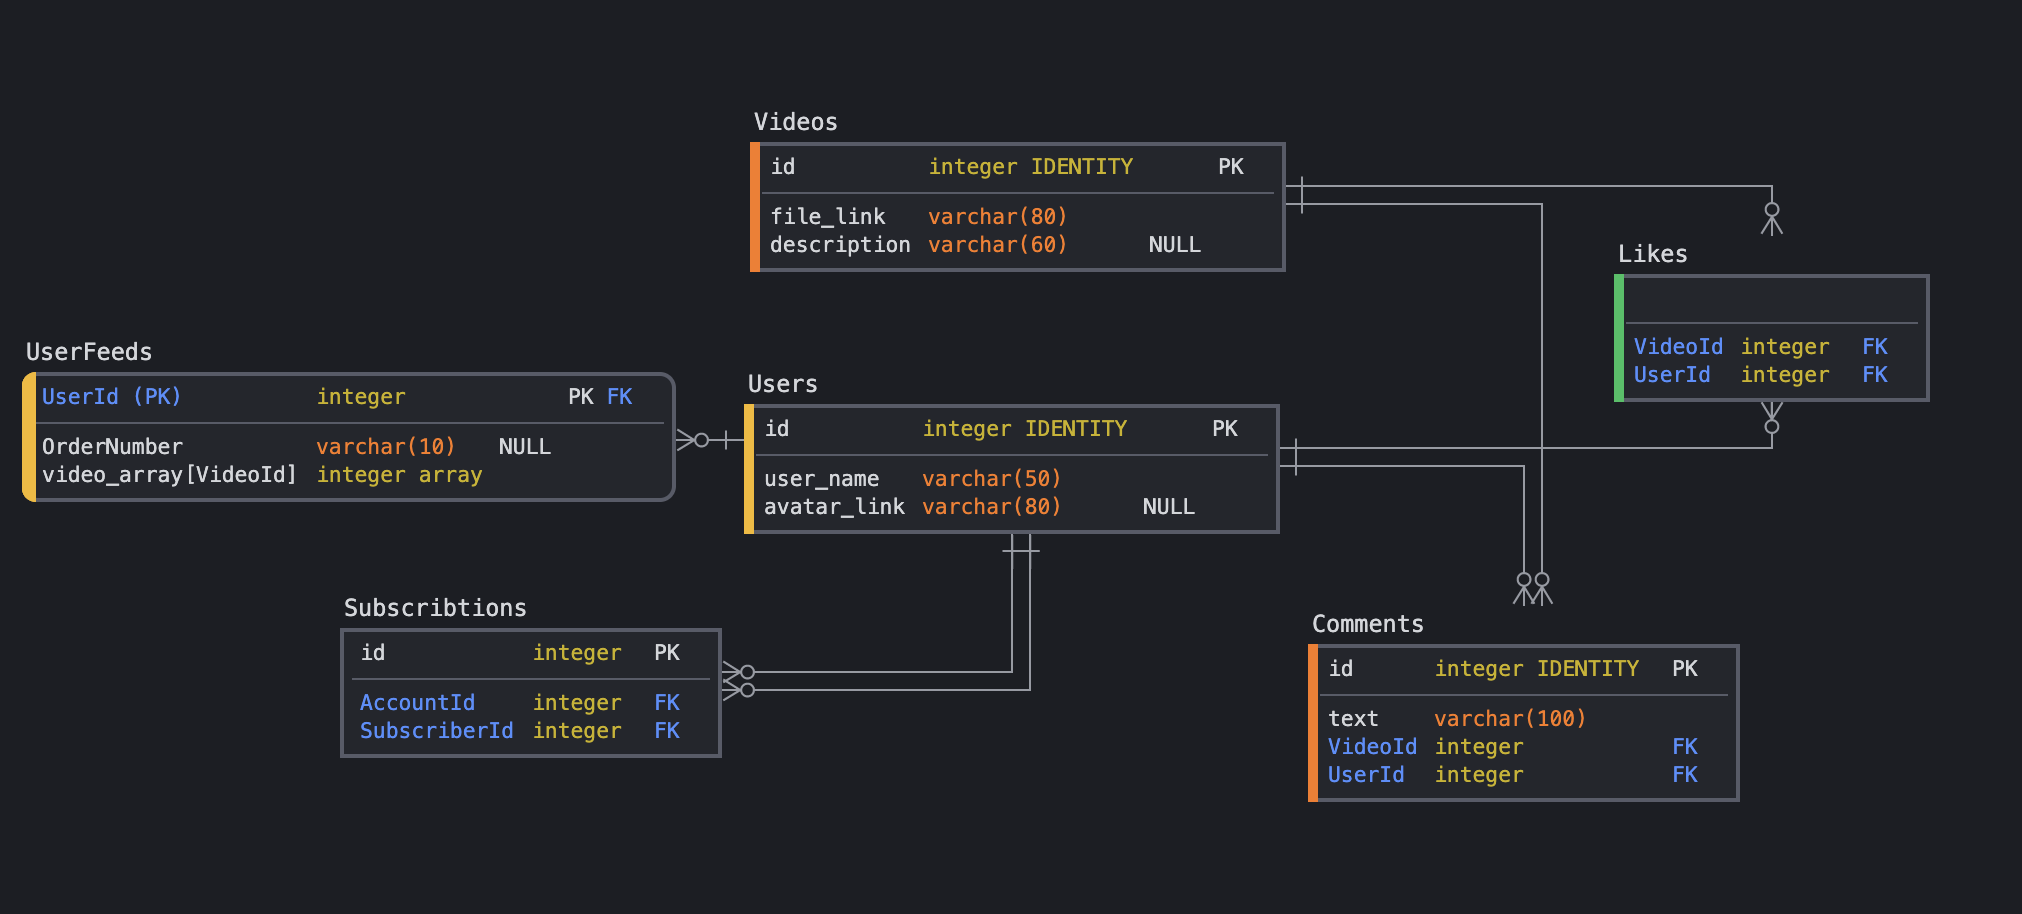 Videos
id integer IDENTITY PK
file_link varchar(80)
description varchar(60) NULL
Likes
VideoId integer FK
UserId integer FK
UserFeeds
UserId (PK) integer PK FK
OrderNumber varchar(10) NULL
video_array[VideoId] integer array
Users
id integer IDENTITY PK
user_name varchar(50)
avatar_link varchar(80) NULL
Subscribtions
id integer PK
AccountId integer FK
SubscriberId integer FK
Comments
id integer IDENTITY PK
text varchar(100)
VideoId integer FK
UserId integer FK